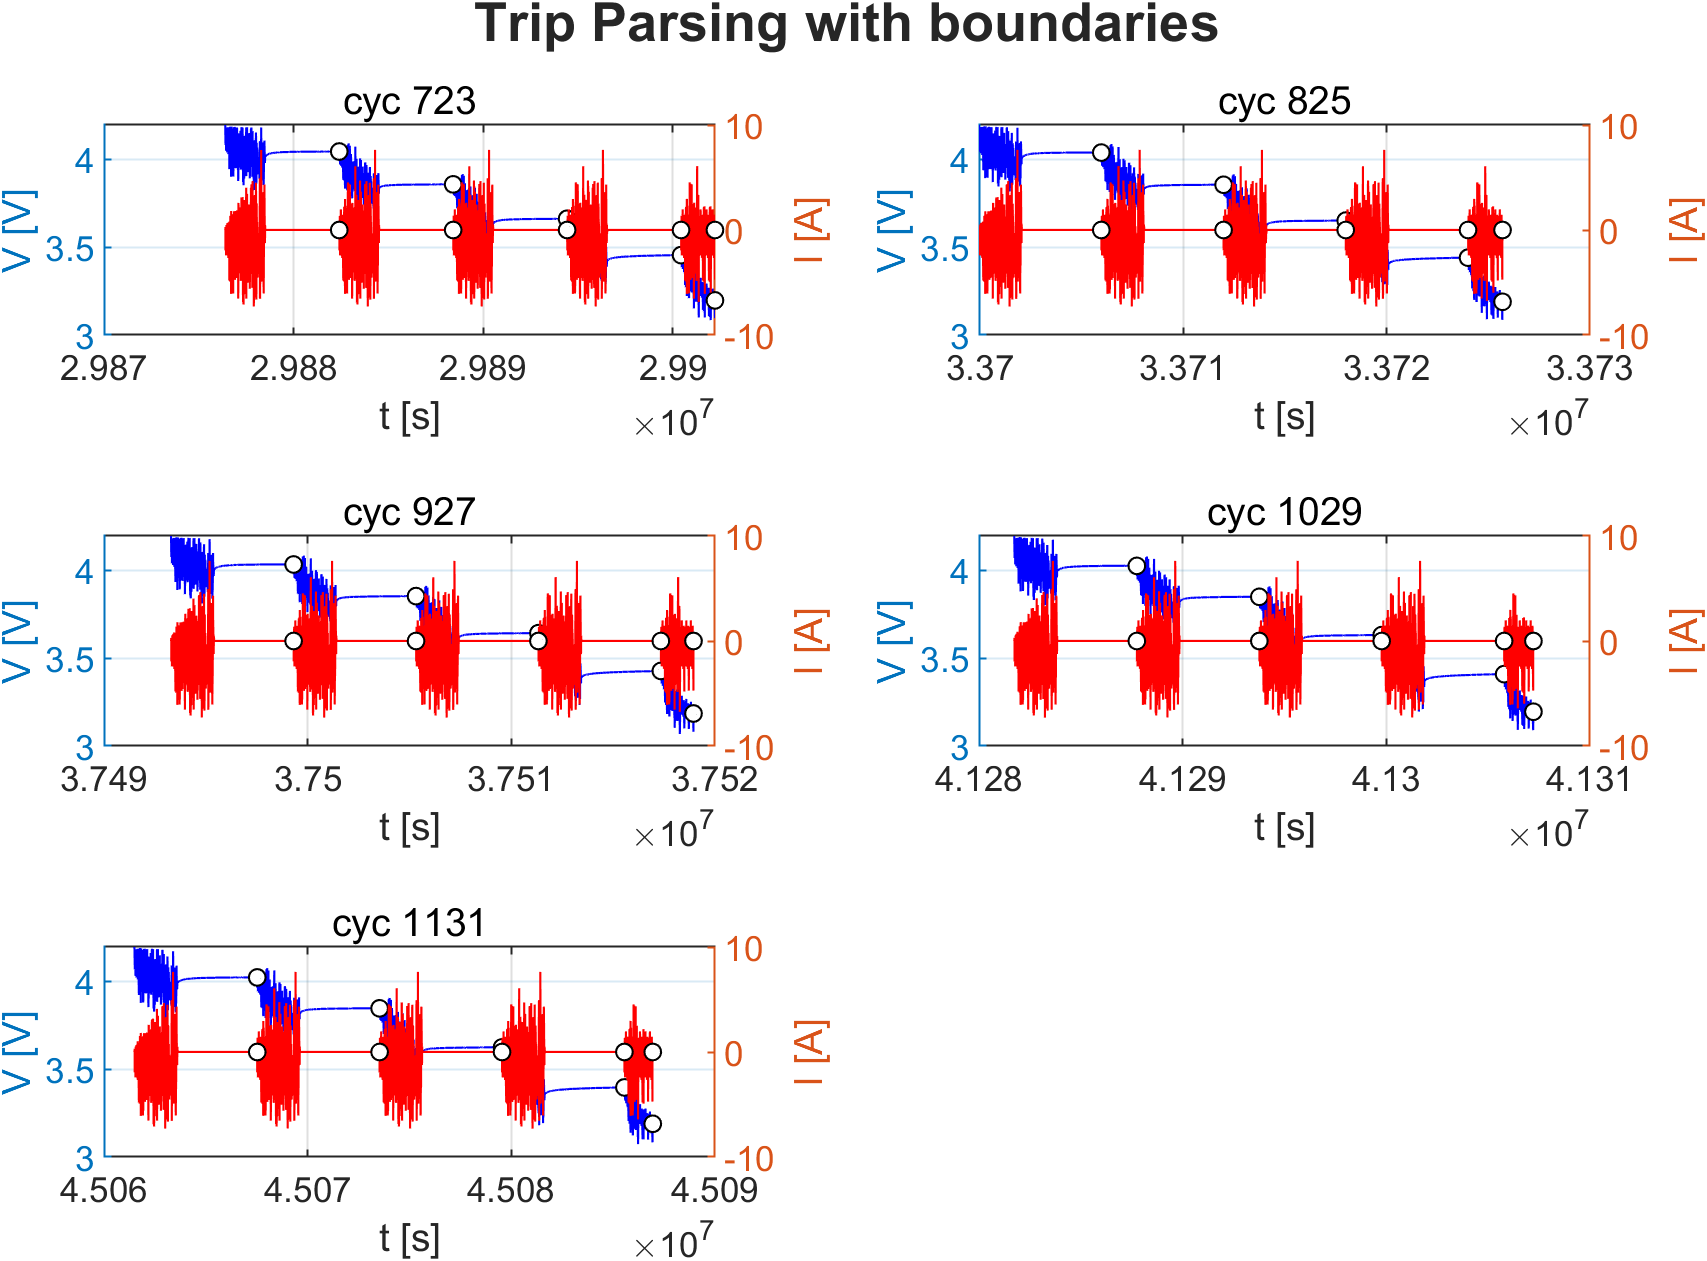 Trip Parsing with boundaries
cyc 723
V [V]
4
3.5
3
10
0
-10
I [A]
2.987 2.988 2.989 2.99
t [s]
×10^7
cyc 825
V [V]
4
3.5
3
10
0
-10
I [A]
3.37 3.371 3.372 3.373
t [s]
×10^7
cyc 927
V [V]
4
3.5
3
10
0
-10
I [A]
3.749 3.75 3.751 3.752
t [s]
×10^7
cyc 1029
V [V]
4
3.5
3
10
0
-10
I [A]
4.128 4.129 4.13 4.131
t [s]
×10^7
cyc 1131
V [V]
4
3.5
3
10
0
-10
I [A]
4.506 4.507 4.508 4.509
t [s]
×10^7